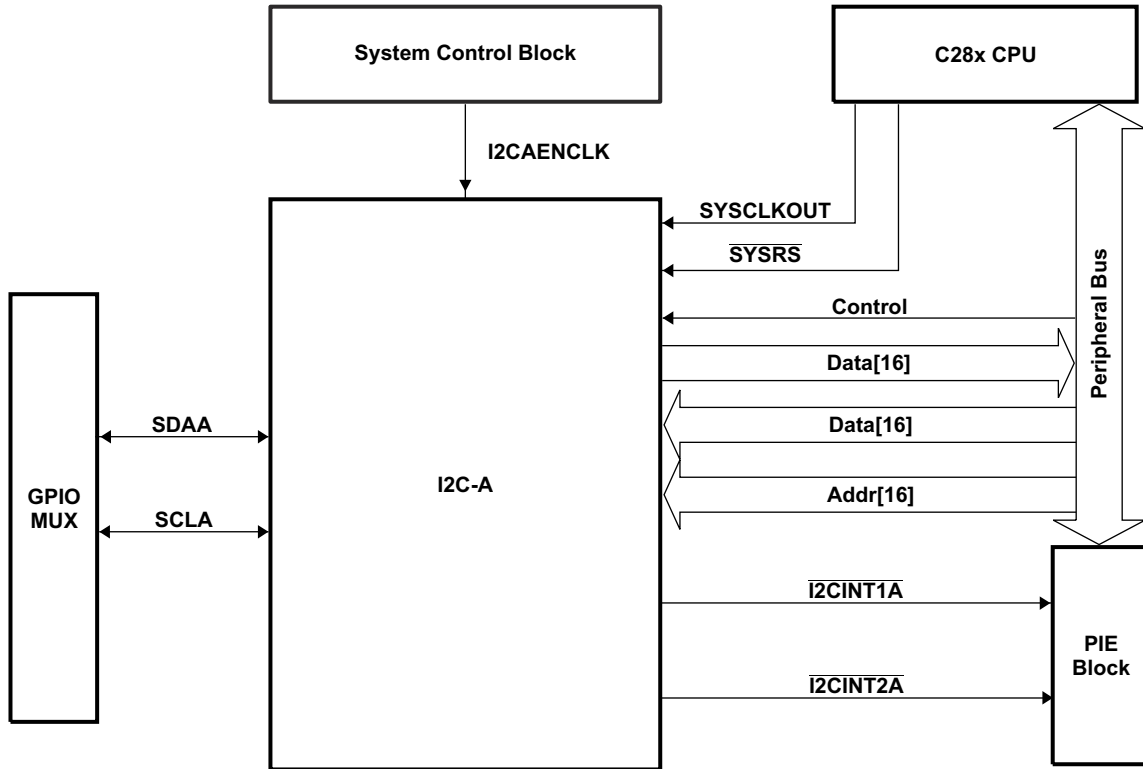 System Control Block
C28x CPU
I2CAENCLK
SYSCLKOUT
SYSRS
Control
Data[16]
Data[16]
Addr[16]
Peripheral Bus
SDAA
SCLA
GPIO
MUX
I2C-A
I2CINT1A
I2CINT2A
PIE
Block